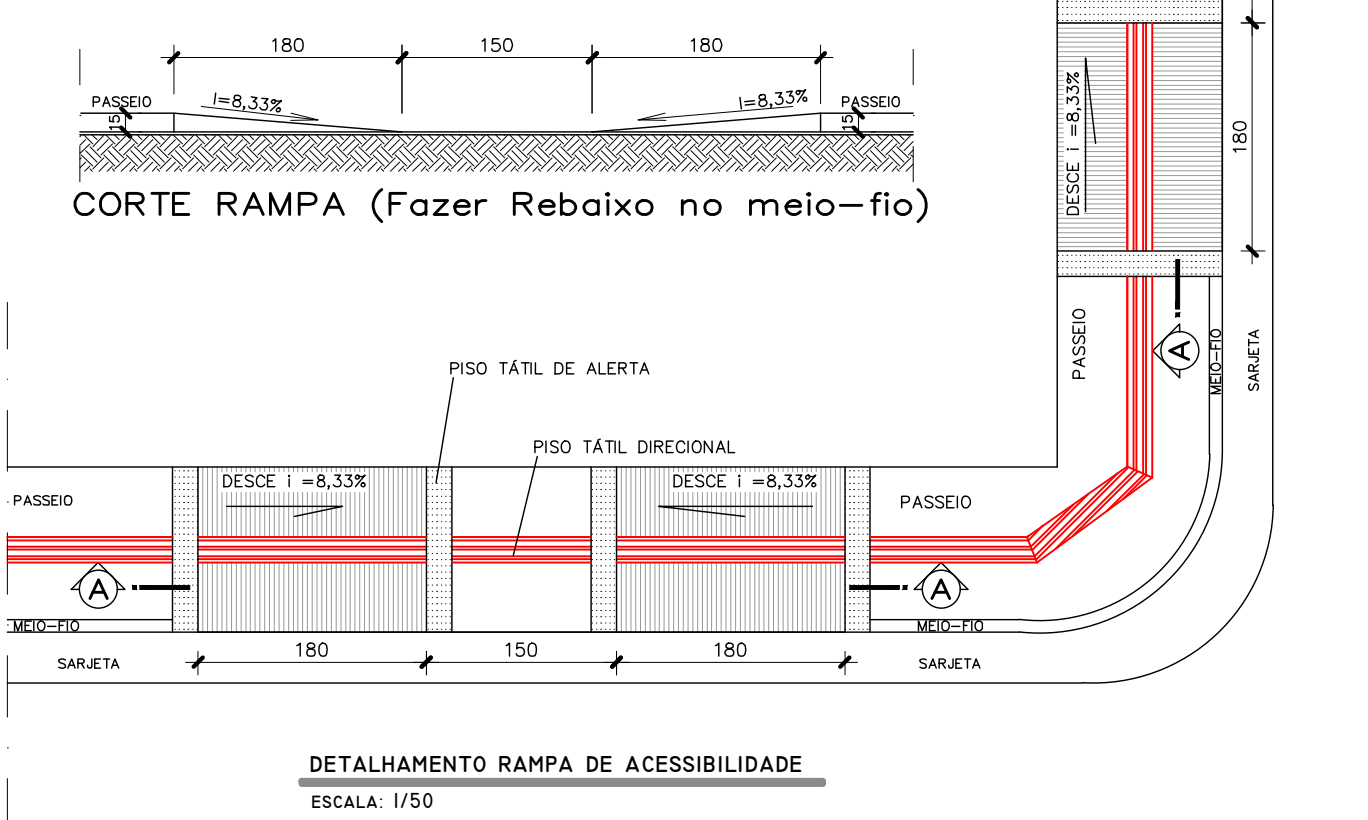 180
150
180
PASSEIO
I=8,33%
I=8,33%
PASSEIO
15
15
CORTE RAMPA (Fazer Rebaixo no meio-fio)
DESCE i =8,33%
180
PASSEIO
A
MEIO-FIO
SARJETA
PISO TÁTIL DE ALERTA
PISO TÁTIL DIRECIONAL
DESCE i =8,33%
DESCE i =8,33%
PASSEIO
PASSEIO
A
A
MEIO-FIO
MEIO-FIO
SARJETA
180
150
180
SARJETA
DETALHAMENTO RAMPA DE ACESSIBILIDADE
ESCALA: 1/50